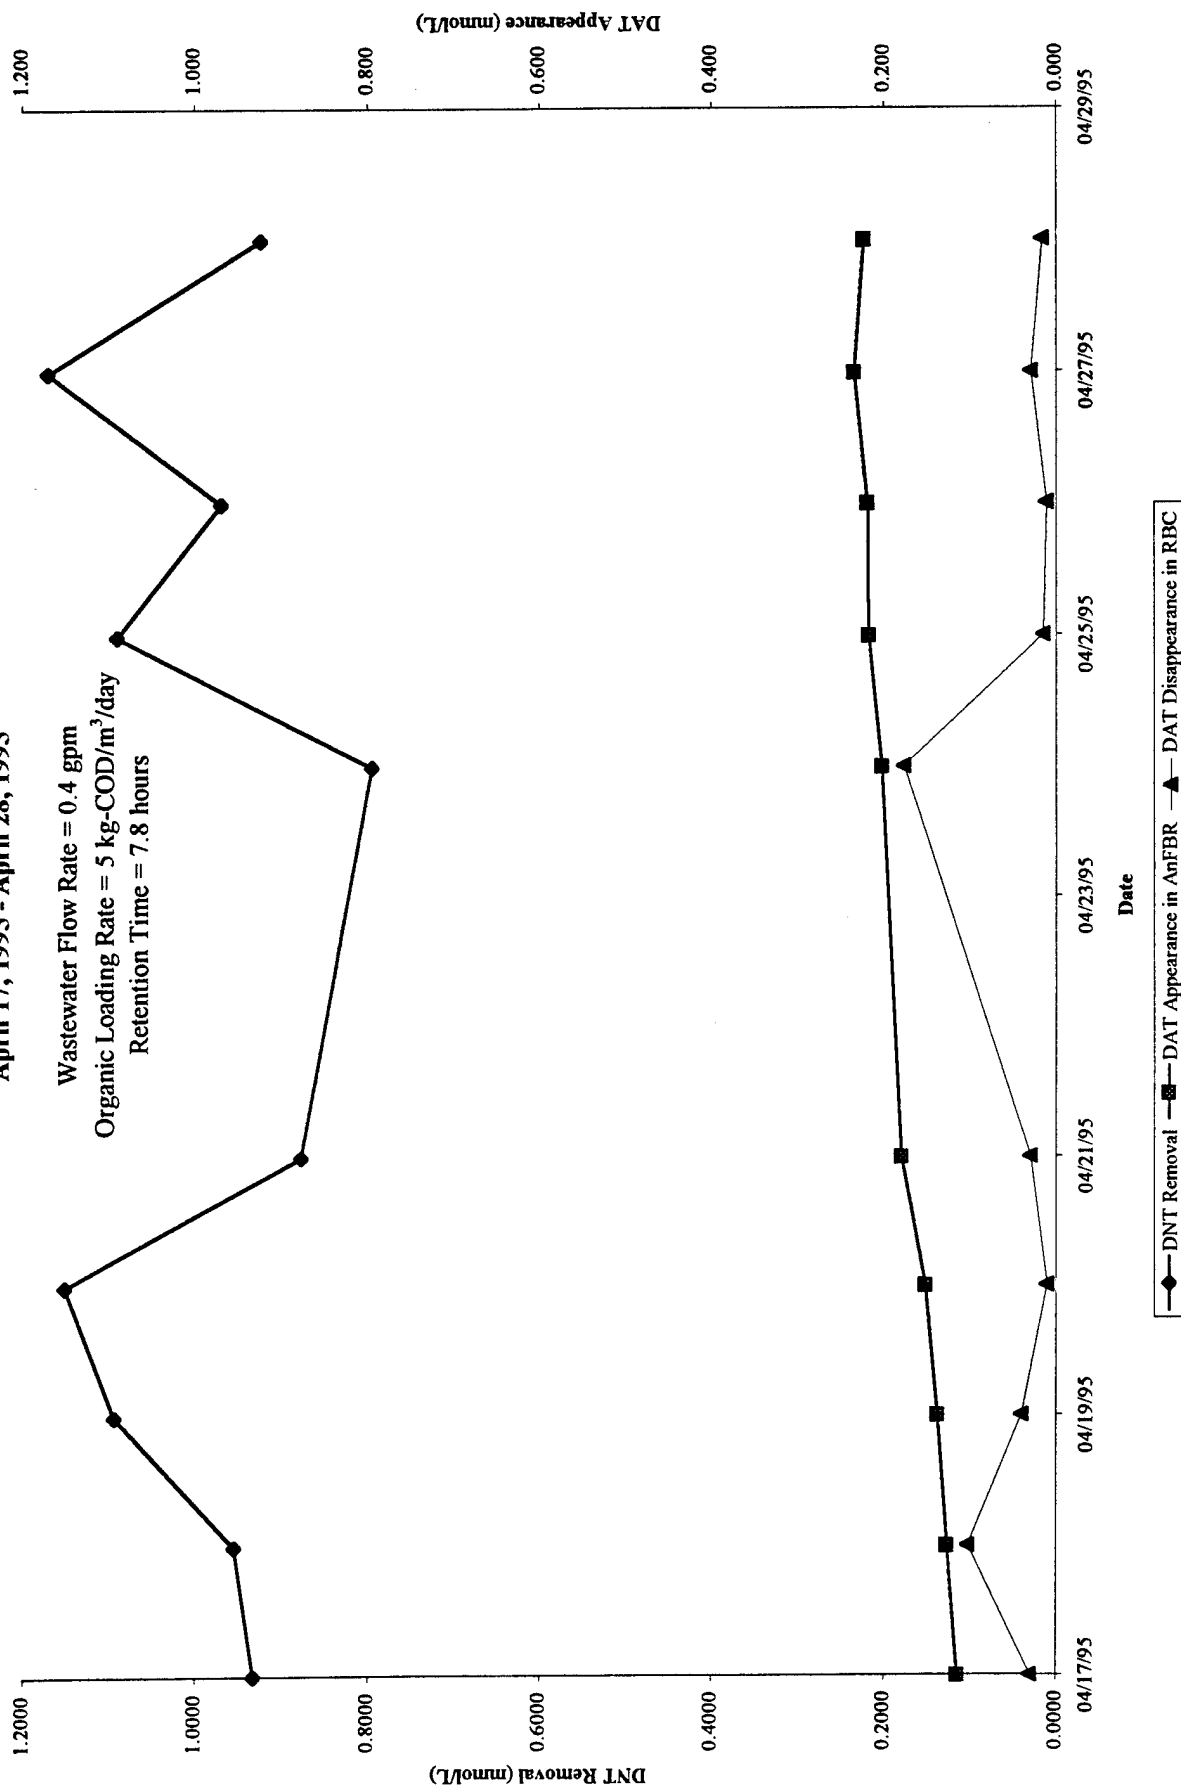 April 17, 1995 - April 28, 1995
Wastewater Flow Rate = 0.4 gpm
Organic Loading Rate = 5 kg-COD/m³/day
Retention Time = 7.8 hours
DNT Removal (mmol/L)
1.2000
1.0000
0.8000
0.6000
0.4000
0.2000
0.0000
DAT Appearance (mmol/L)
1.200
1.000
0.800
0.600
0.400
0.200
0.000
04/17/95 04/19/95 04/21/95 04/23/95 04/25/95 04/27/95 04/29/95
Date
DNT Removal DAT Appearance in AnFBR DAT Disappearance in RBC